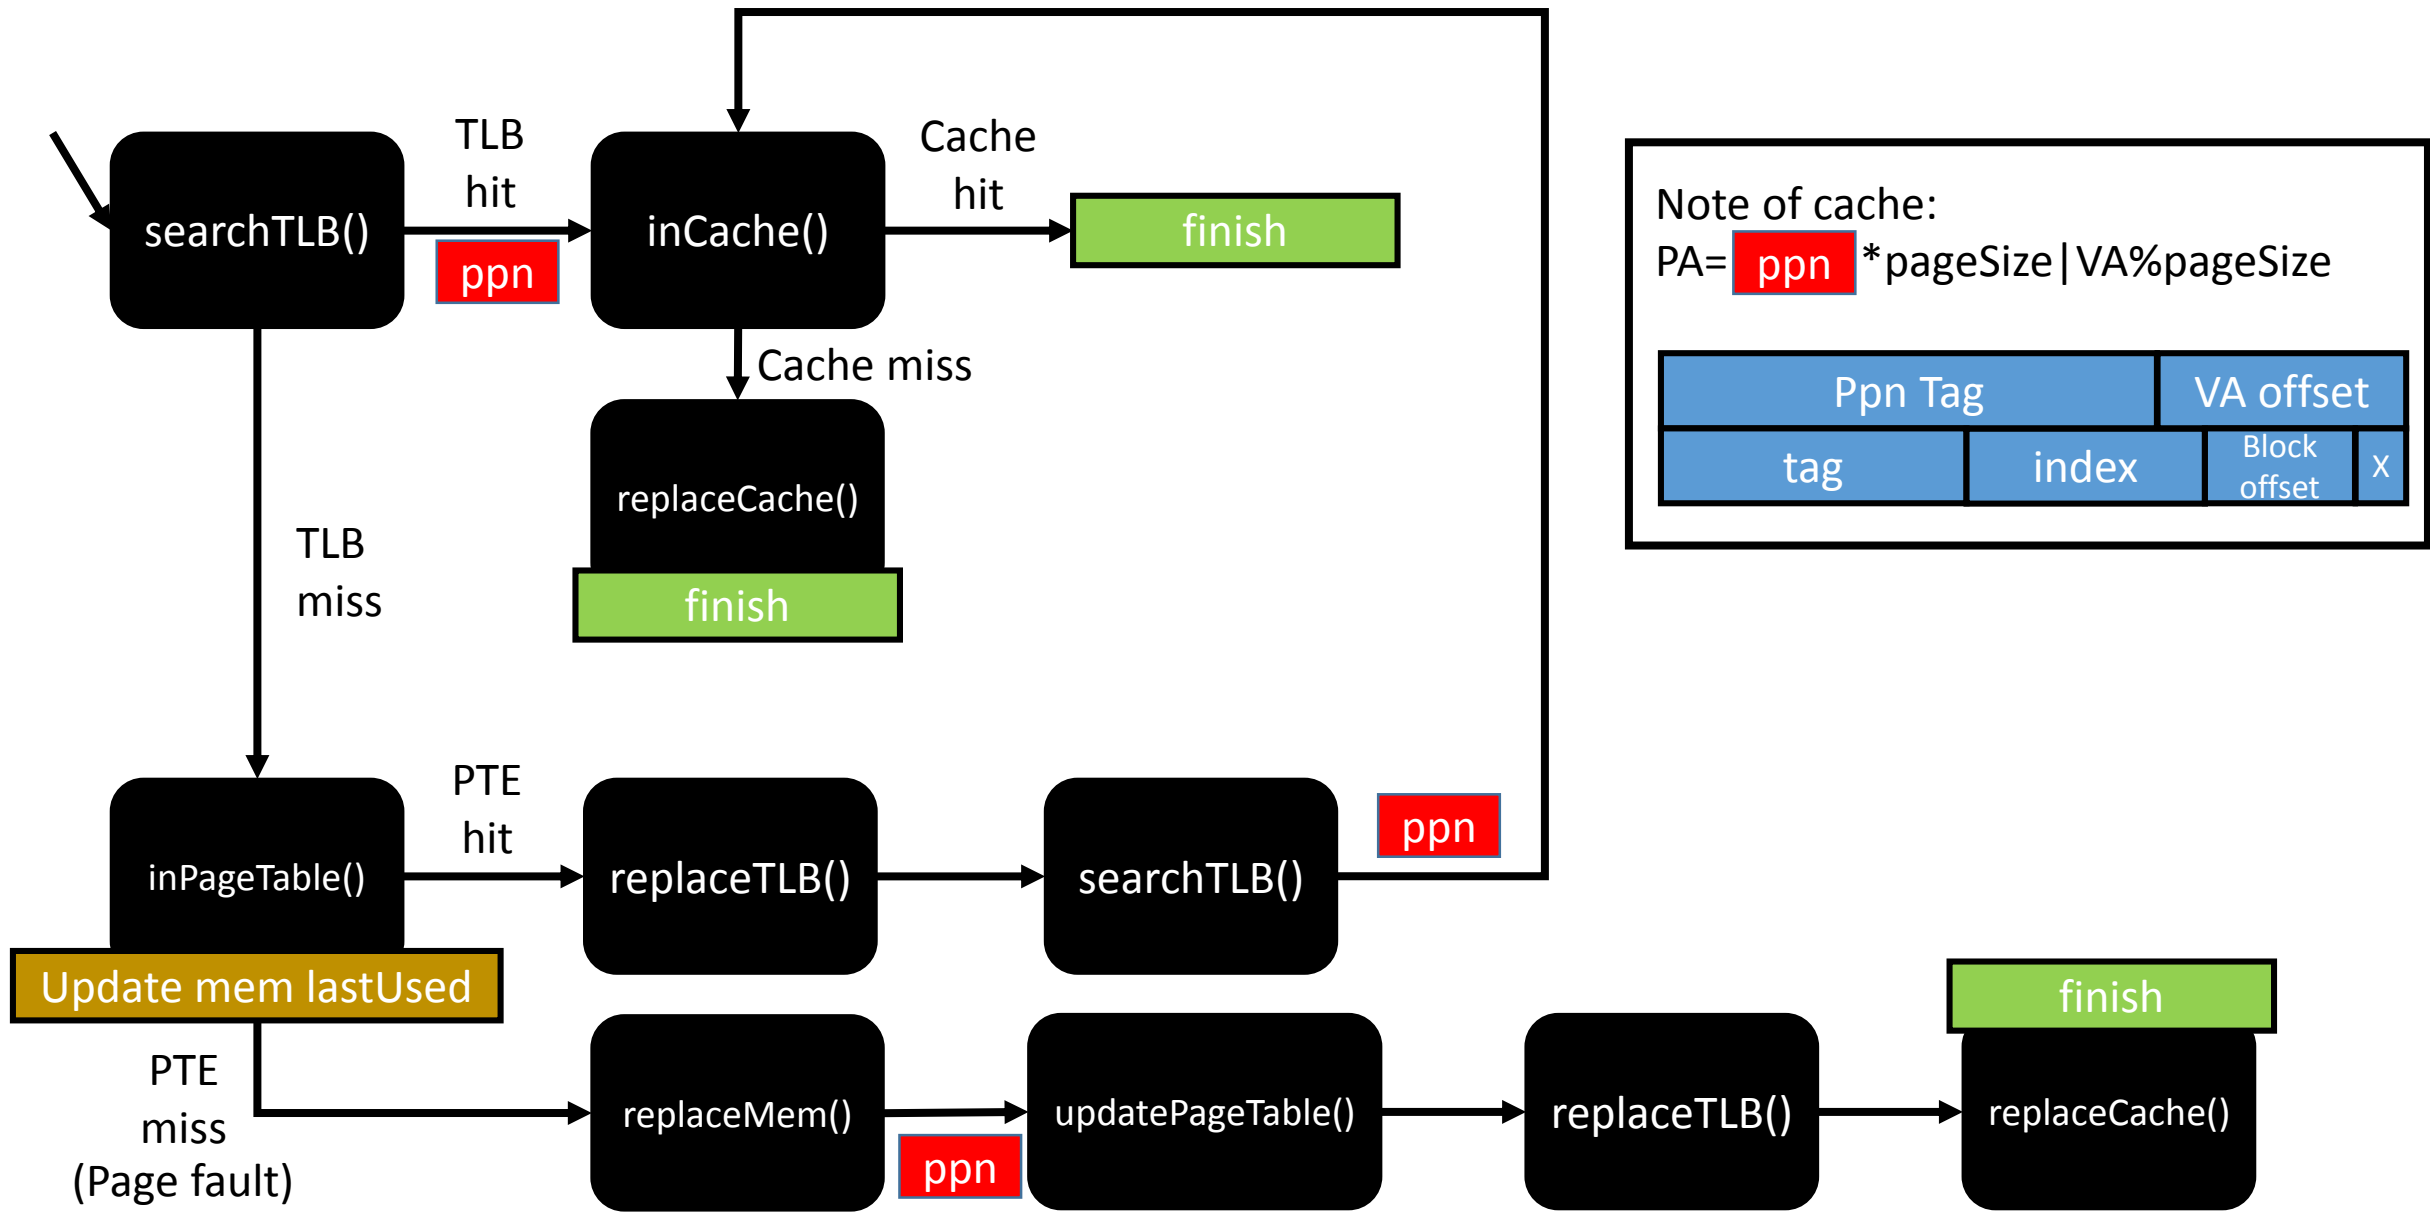 TLB
hit
searchTLB()
ppn
inCache()
Cache
hit
finish
Cache miss
replaceCache()
finish
TLB
miss
Note of cache:
PA= ppn *pageSize|VA%pageSize
Ppn Tag
VA offset
tag
index
Block
offset
X
inPageTable()
Update mem lastUsed
PTE
hit
replaceTLB()
searchTLB()
ppn
PTE
miss
(Page fault)
replaceMem()
ppn
updatePageTable()
replaceTLB()
finish
replaceCache()